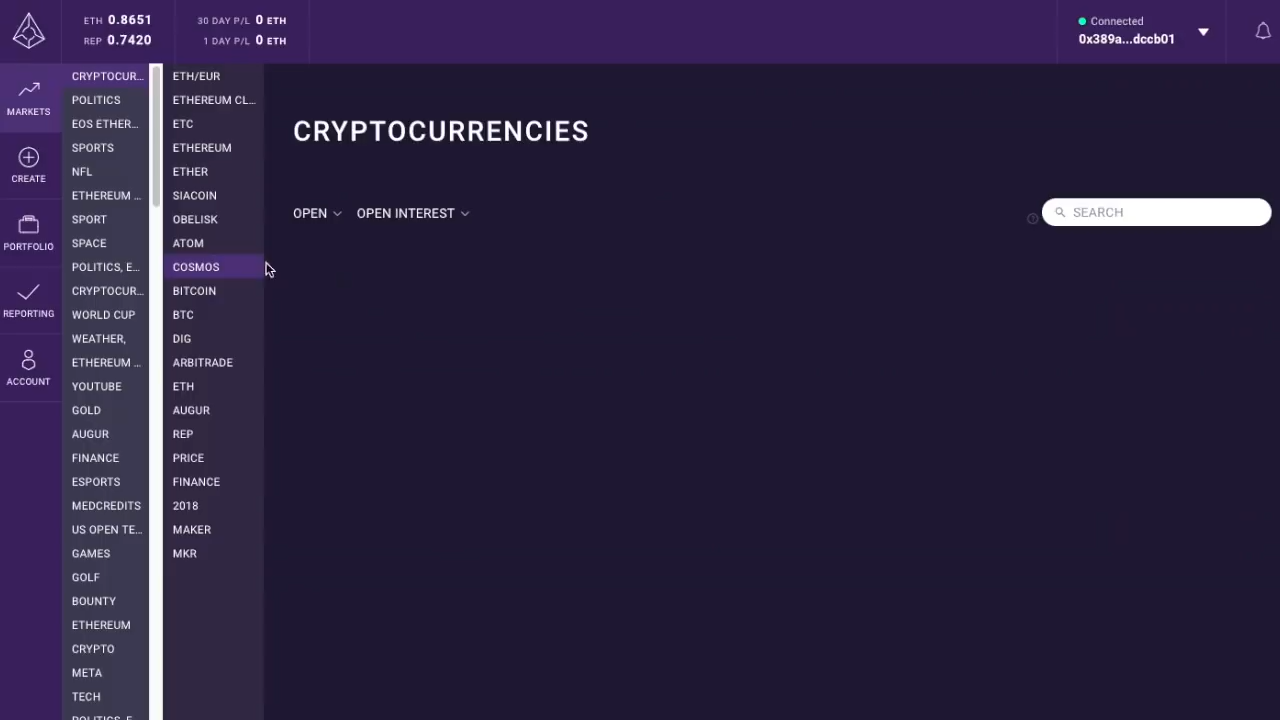 ETH 0.8651
REP 0.7420
30 DAY P/L 0 ETH
1 DAY P/L 0 ETH
Connected
0x389a...dccb01
MARKETS
CREATE
PORTFOLIO
REPORTING
ACCOUNT
CRYPTOCUR...
POLITICS
EOS ETHER...
SPORTS
NFL
ETHEREUM ...
SPORT
SPACE
POLITICS, E...
CRYPTOCUR...
WORLD CUP
WEATHER,
ETHEREUM ...
YOUTUBE
GOLD
AUGUR
FINANCE
ESPORTS
MEDCREDITS
US OPEN TE...
GAMES
GOLF
BOUNTY
ETHEREUM
CRYPTO
META
TECH
ETH/EUR
ETHEREUM CL...
ETC
ETHEREUM
ETHER
SIACOIN
OBELISK
ATOM
COSMOS
BITCOIN
BTC
DIG
ARBITRADE
ETH
AUGUR
REP
PRICE
FINANCE
2018
MAKER
MKR
CRYPTOCURRENCIES
OPEN OPEN INTEREST
SEARCH